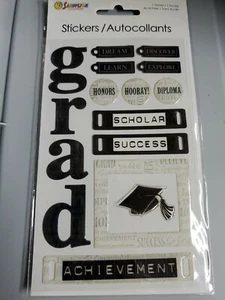 Stickers / Autocollants
grad
DREAM DISCOVER
LEARN EXPLORE
HONORS HOORAY! DIPLOMA
SCHOLAR
SUCCESS
ACHIEVEMENT